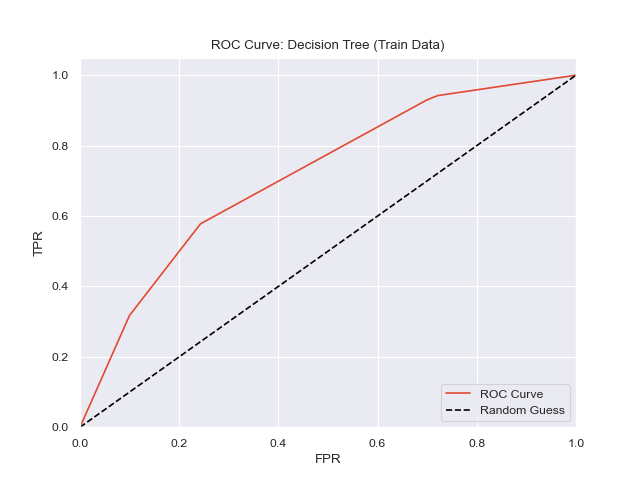 ROC Curve: Decision Tree (Train Data)
TPR
1.0
0.8
0.6
0.4
0.2
0.0
0.0 0.2 0.4 0.6 0.8 1.0
FPR
ROC Curve
Random Guess